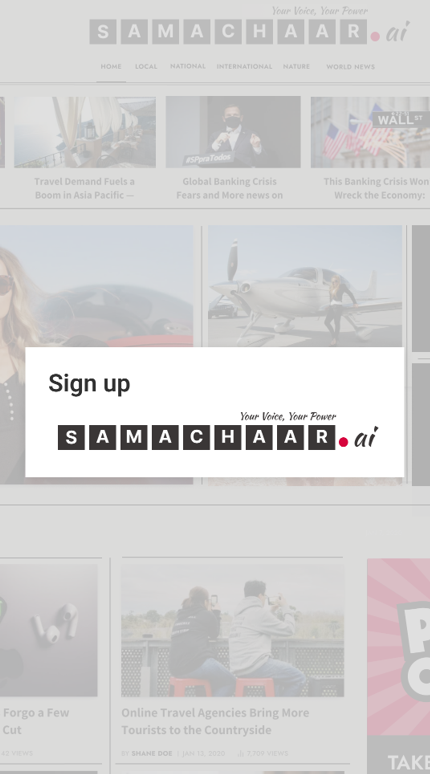 Your Voice, Your Power
SAMACHAAR.ai
HOME LOCAL NATIONAL INTERNATIONAL NATURE WORLD NEWS
WALL ST
#SPparaTodos
Travel Demand Fuels a
Boom in Asia Pacific —
Global Banking Crisis
Fears and More news on
This Banking Crisis Won
Wreck the Economy:
Sign up
Your Voice, Your Power
SAMACHAAR.ai
Forgo a Few
Cut
42 VIEWS
Online Travel Agencies Bring More
Tourists to the Countryside
BY SHANE DOE | JAN 13, 2020 7,799 VIEWS
TAKE